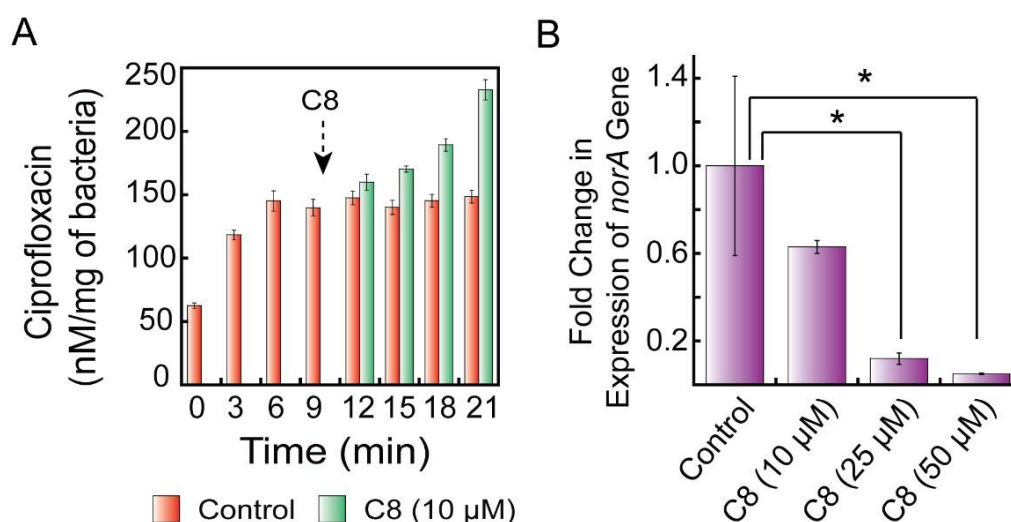 A
Ciprofloxacin
(nM/mg of bacteria)
250
200
150
100
50
0
C8
0 3 6 9 12 15 18 21
Time (min)
Control C8 (10 µM)
B
Fold Change in
Expression of norA Gene
1.4
1.0
0.6
0.2
*
*
Control
C8 (10 µM)
C8 (25 µM)
C8 (50 µM)